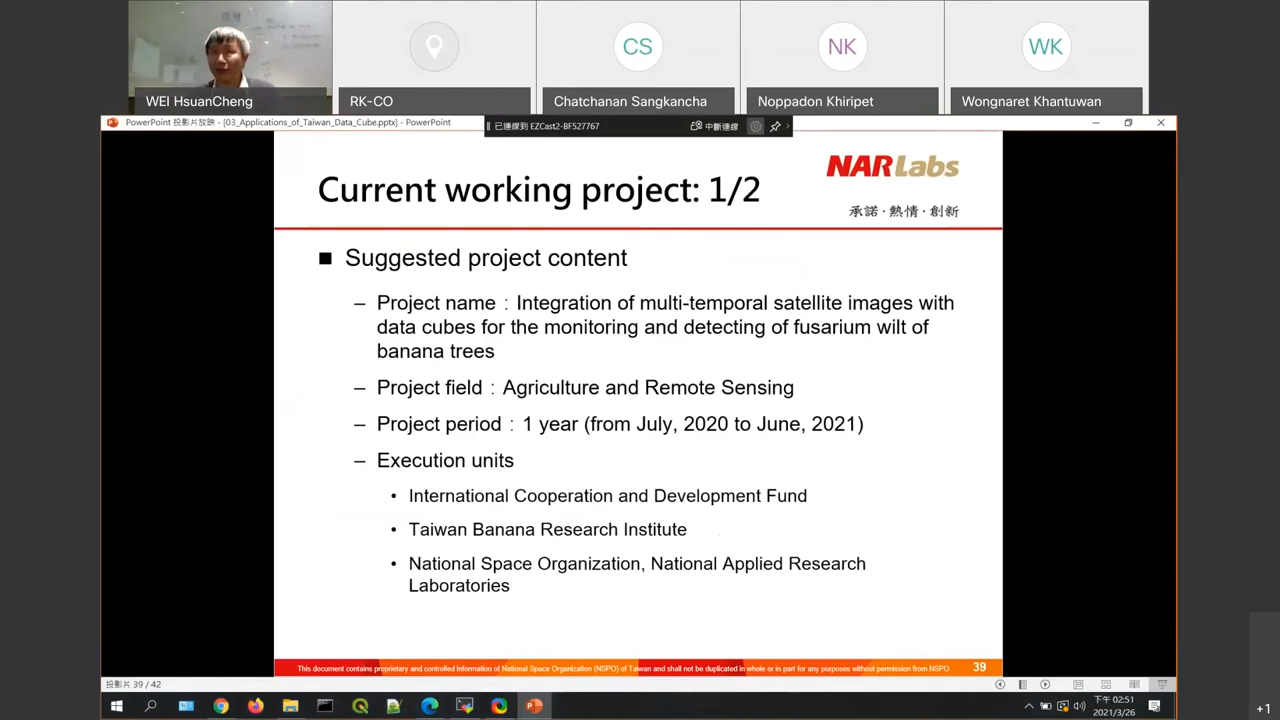 CS
NK
WK
WEI HsuanCheng
RK-CO
Chatchanan Sangkancha
Noppadon Khiripet
Wongnaret Khantuwan
PowerPoint 投影片放映 - [03_Applications_of_Taiwan_Data_Cube.pptx] - PowerPoint
已連線到 EZCast2-BF527767
中斷連線
NARLabs
承諾·熱情·創新
Current working project: 1/2
Suggested project content
– Project name：Integration of multi-temporal satellite images with
data cubes for the monitoring and detecting of fusarium wilt of
banana trees
– Project field：Agriculture and Remote Sensing
– Project period：1 year (from July, 2020 to June, 2021)
– Execution units
• International Cooperation and Development Fund
• Taiwan Banana Research Institute
• National Space Organization, National Applied Research
Laboratories
This document contains proprietary and controlled information of National Space Organization (NSPO) of Taiwan and shall not be duplicated in whole or in part for any purposes without permission from NSPO.
39
投影片 39 / 42
下午 02:51
2021/3/26
+1